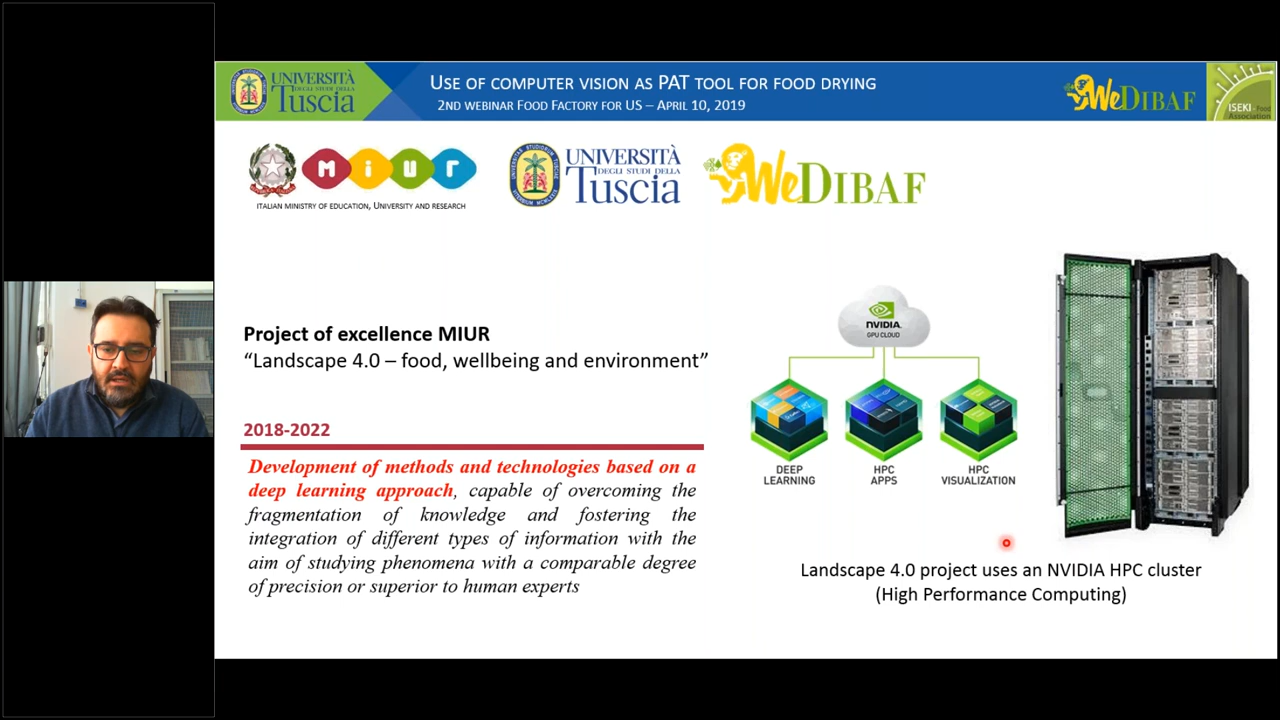 UNIVERSITÀ
DEGLI STUDI DELLA
Tuscia
USE OF COMPUTER VISION AS PAT TOOL FOR FOOD DRYING
2ND WEBINAR FOOD FACTORY FOR US – APRIL 10, 2019
WeDIBAF
ISEKI-Food
Association
miur
ITALIAN MINISTRY OF EDUCATION, UNIVERSITY AND RESEARCH
UNIVERSITÀ
DEGLI STUDI DELLA
Tuscia
WeDIBAF
Project of excellence MIUR
“Landscape 4.0 – food, wellbeing and environment”
2018-2022
Development of methods and technologies based on a
deep learning approach, capable of overcoming the
fragmentation of knowledge and fostering the
integration of different types of information with the
aim of studying phenomena with a comparable degree
of precision or superior to human experts
NVIDIA.
GPU CLOUD
DEEP
LEARNING
HPC
APPS
HPC
VISUALIZATION
Landscape 4.0 project uses an NVIDIA HPC cluster
(High Performance Computing)